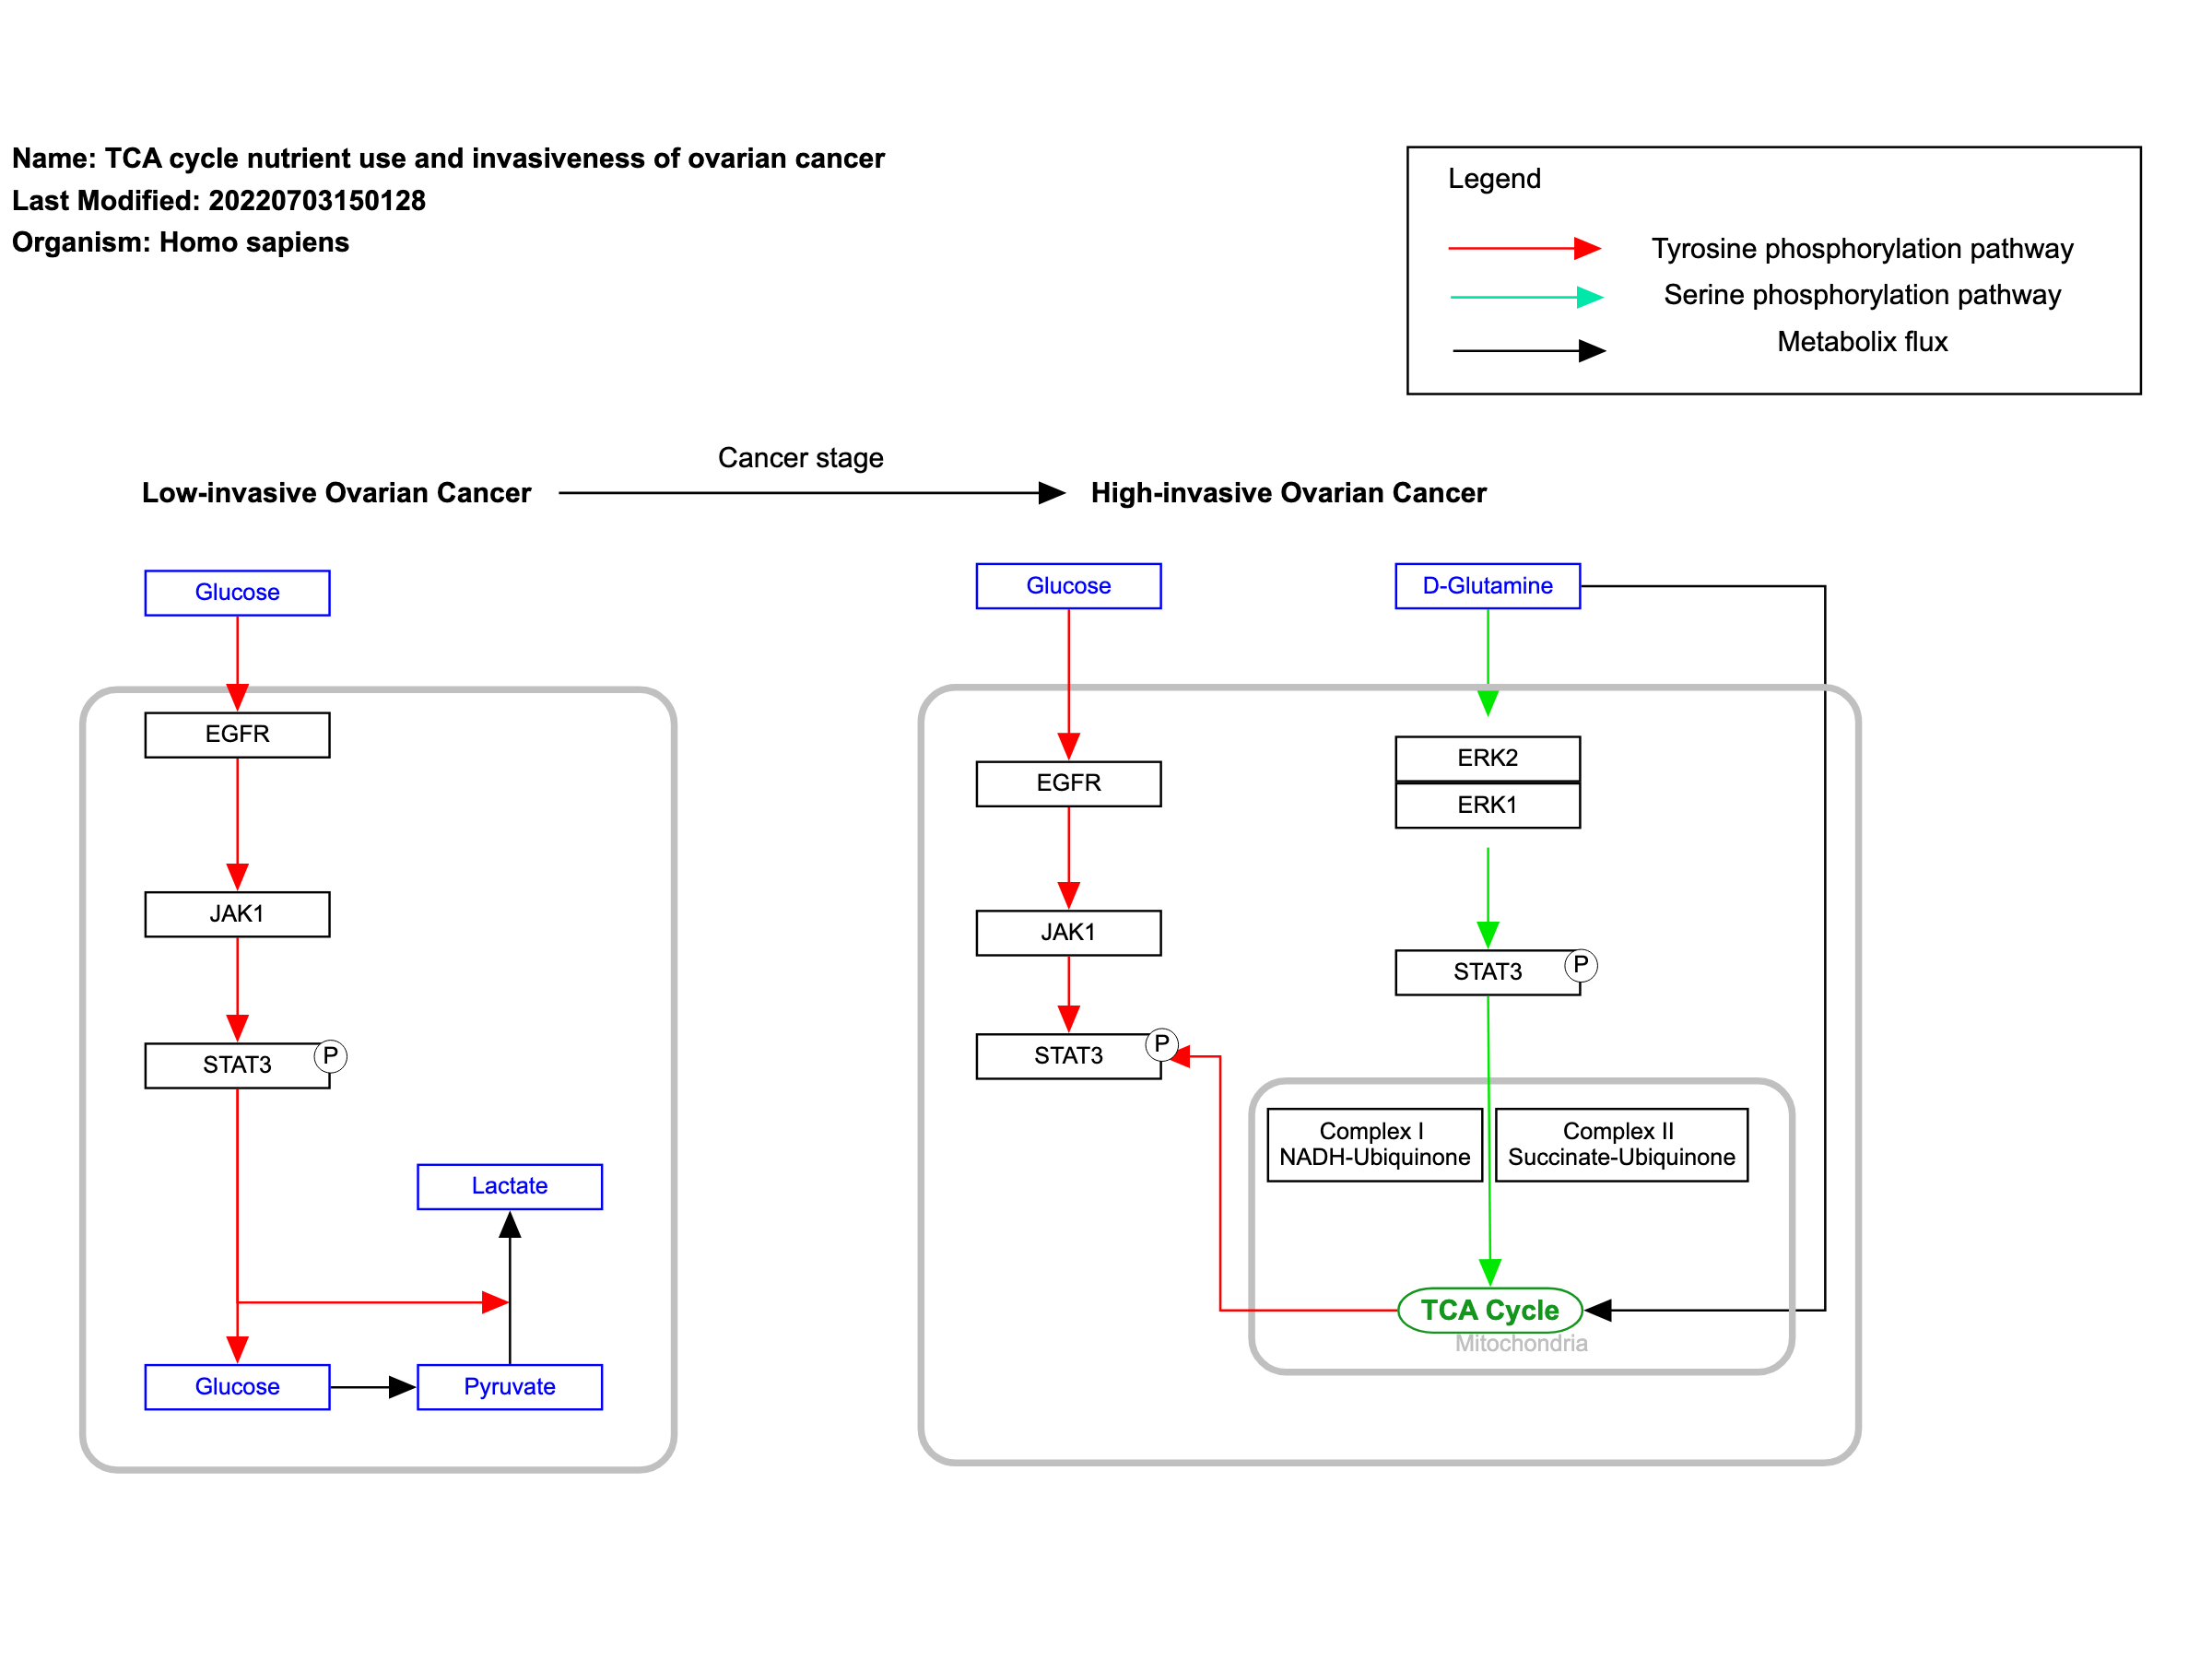 Name: TCA cycle nutrient use and invasiveness of ovarian cancer
Last Modified: 20220703150128
Organism: Homo sapiens
Legend
Tyrosine phosphorylation pathway
Serine phosphorylation pathway
Metabolix flux
Cancer stage
Low-invasive Ovarian Cancer
High-invasive Ovarian Cancer
Glucose
EGFR
JAK1
STAT3
P
Lactate
Glucose
Pyruvate
Glucose
D-Glutamine
EGFR
ERK2
ERK1
JAK1
STAT3
P
STAT3
P
Complex I
NADH-Ubiquinone
Complex II
Succinate-Ubiquinone
TCA Cycle
Mitochondria